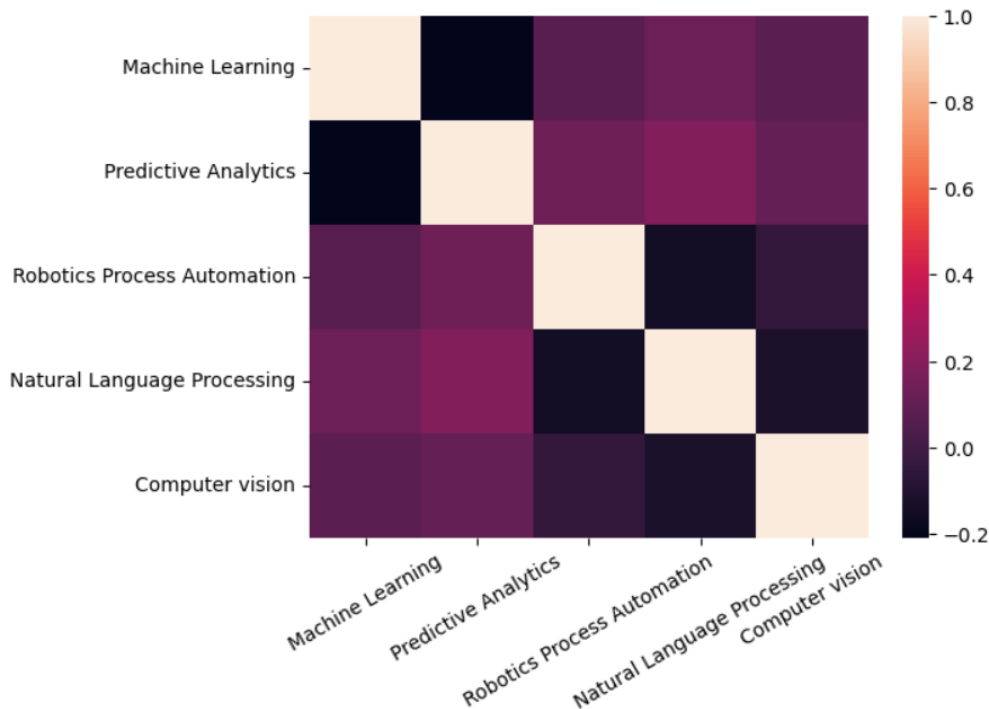 Machine Learning
Predictive Analytics
Robotics Process Automation
Natural Language Processing
Computer vision
Machine Learning
Predictive Analytics
Robotics Process Automation
Natural Language Processing
Computer vision
1.0
0.8
0.6
0.4
0.2
0.0
−0.2